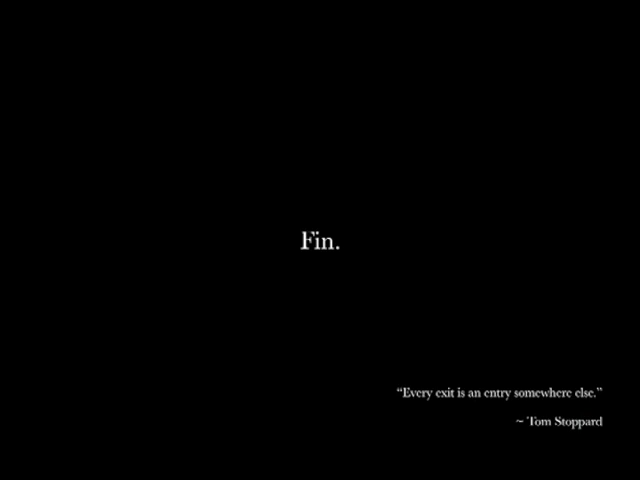 Fin.
“Every exit is an entry somewhere else.”
~ Tom Stoppard